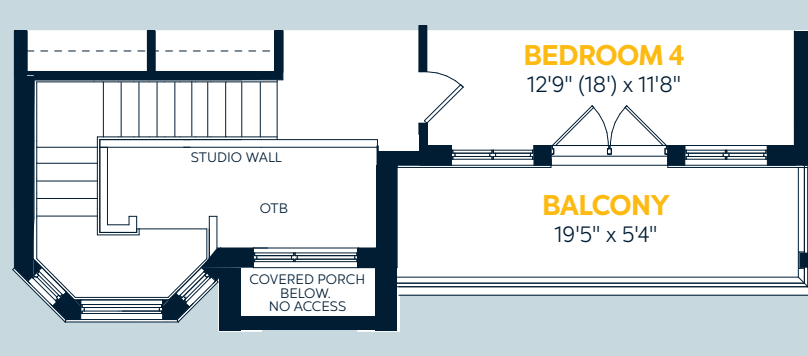 BEDROOM 4
12'9" (18') x 11'8"
STUDIO WALL
OTB
BALCONY
19'5" x 5'4"
COVERED PORCH
BELOW.
NO ACCESS